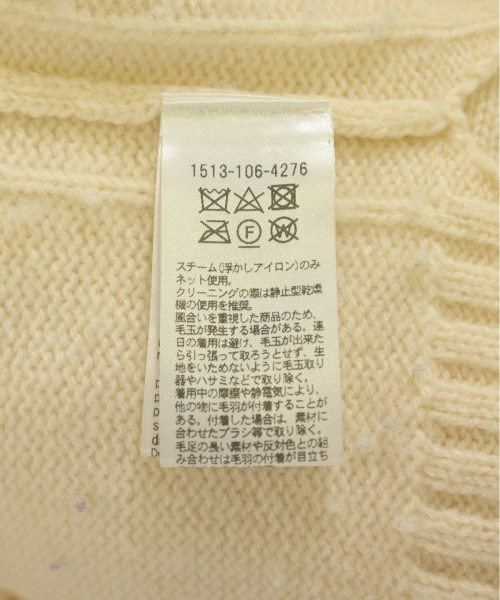 1513-106-4276
F W
スチーム(浮かしアイロン)のみ
ネット使用。
クリーニングの際は静止型乾燥
機の使用を推奨。
風合いを重視した商品のため、
毛玉が発生する場合がある。連
日の着用は避け、毛玉が出来た
ら引っ張って取ろうとせず、生
地をいためないように毛玉取り
器やハサミなどで取り除く。
着用中の摩擦や静電気により、
他の物に毛羽が付着することが
ある。付着した場合は、素材に
合わせたブラシ等で取り除く。
毛足の長い素材や反対色との組
み合わせは毛羽の付着が目立ち